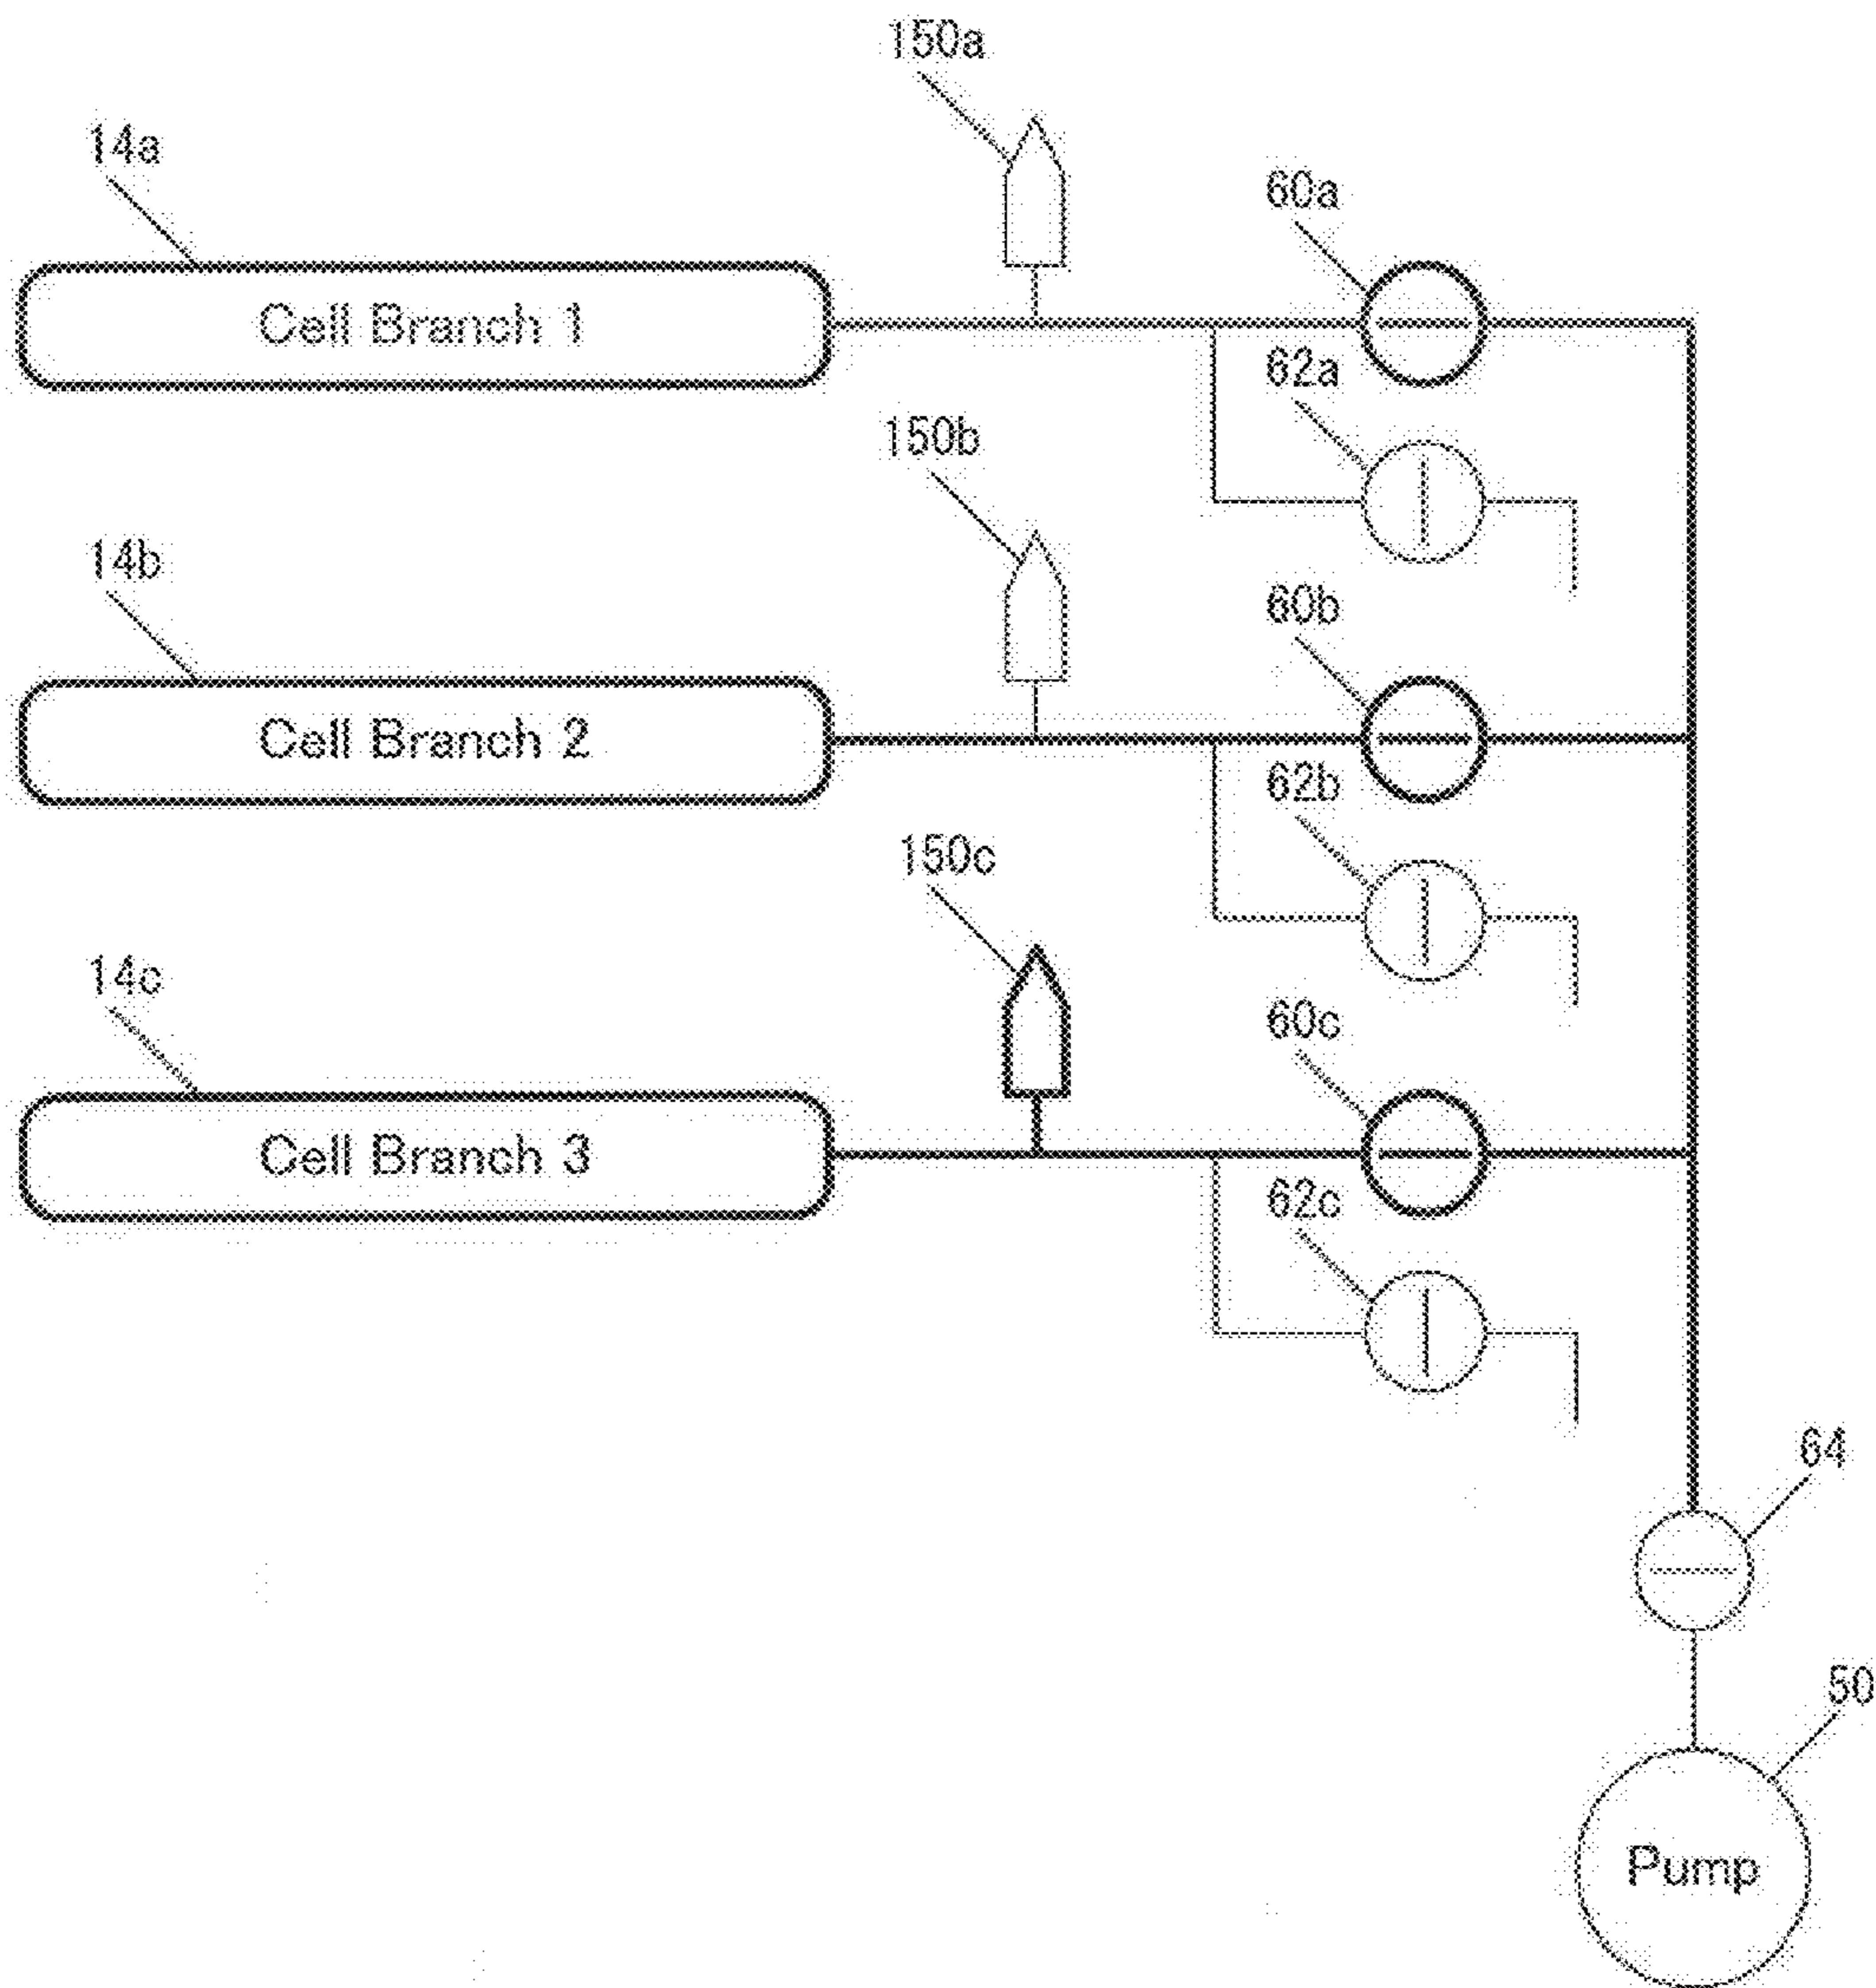 150a
14a
60a
Cell Branch 1
62a
150b
14b
60b
Cell Branch 2
62b
150c
14c
60c
Cell Branch 3
62c
64
50
Pump